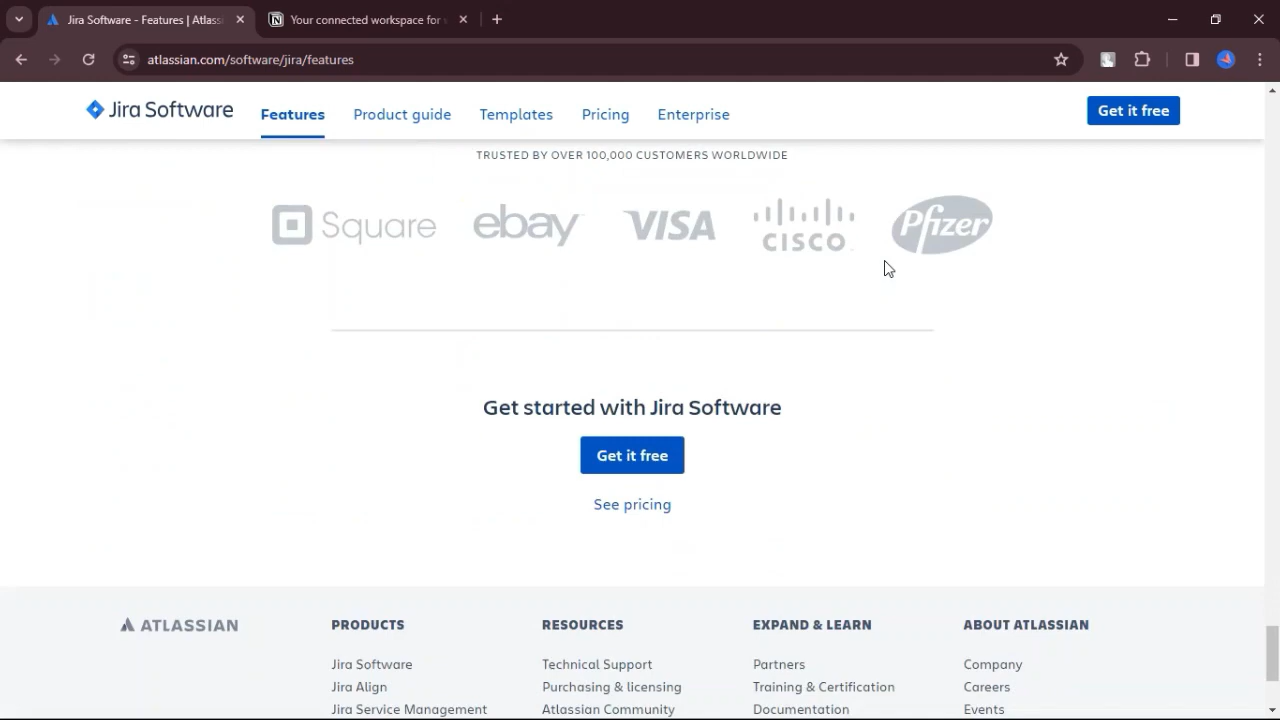 Jira Software - Features | Atlass
Your connected workspace for
atlassian.com/software/jira/features
Jira Software Features Product guide Templates Pricing Enterprise Get it free
TRUSTED BY OVER 100,000 CUSTOMERS WORLDWIDE
Square ebay VISA CISCO Pfizer
Get started with Jira Software
Get it free
See pricing
ATLASSIAN PRODUCTS RESOURCES EXPAND & LEARN ABOUT ATLASSIAN
Jira Software Technical Support Partners Company
Jira Align Purchasing & licensing Training & Certification Careers
Jira Service Management Atlassian Community Documentation Events